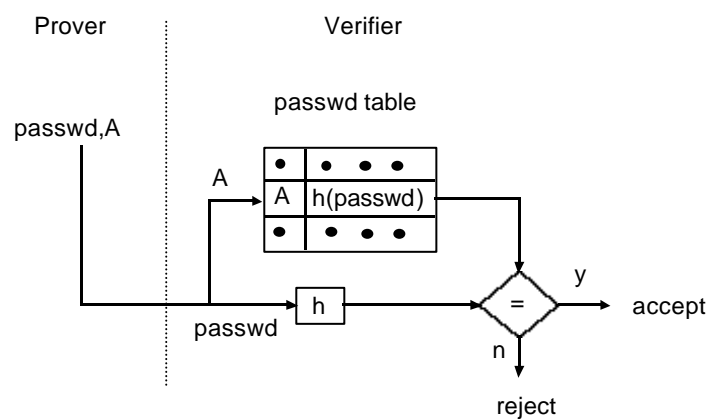 Prover
Verifier
passwd table
passwd,A
A
A h(passwd)
passwd
h
=
y
accept
n
reject